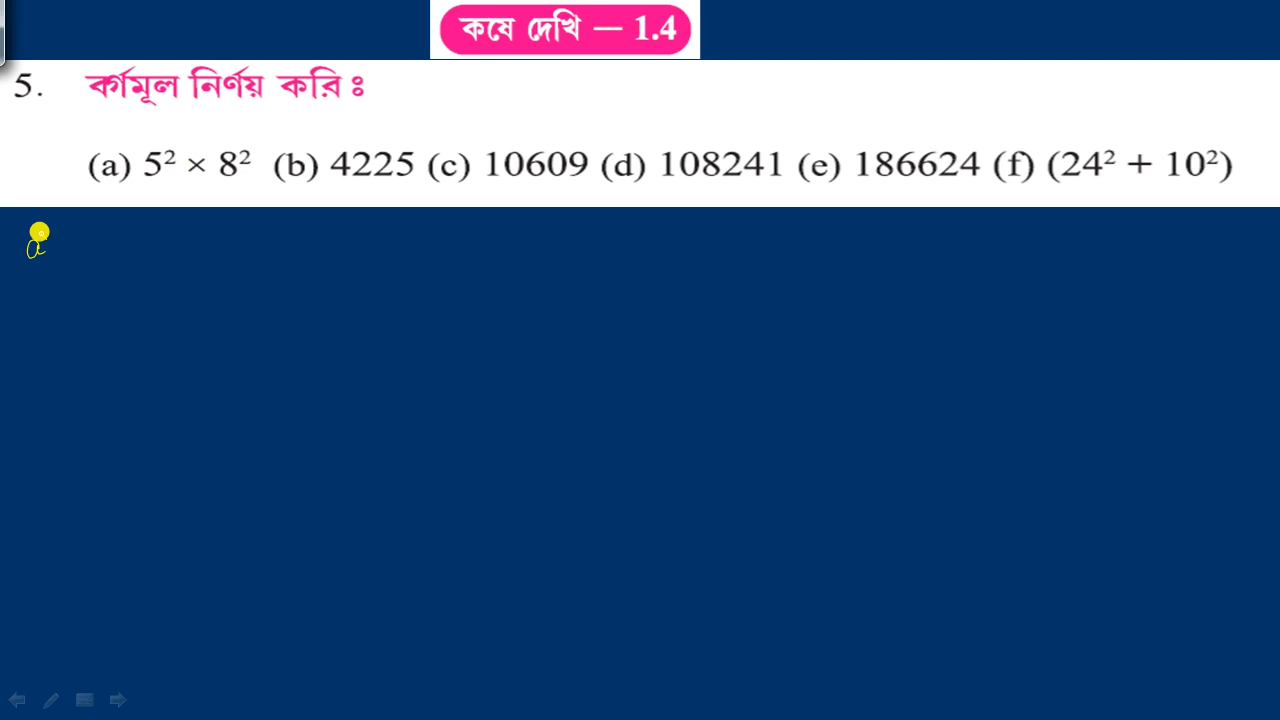 কষে দেখি — 1.4
5. বর্গমূল নির্ণয় করি ঃ
(a) 5² × 8² (b) 4225 (c) 10609 (d) 108241 (e) 186624 (f) (24² + 10²)
a